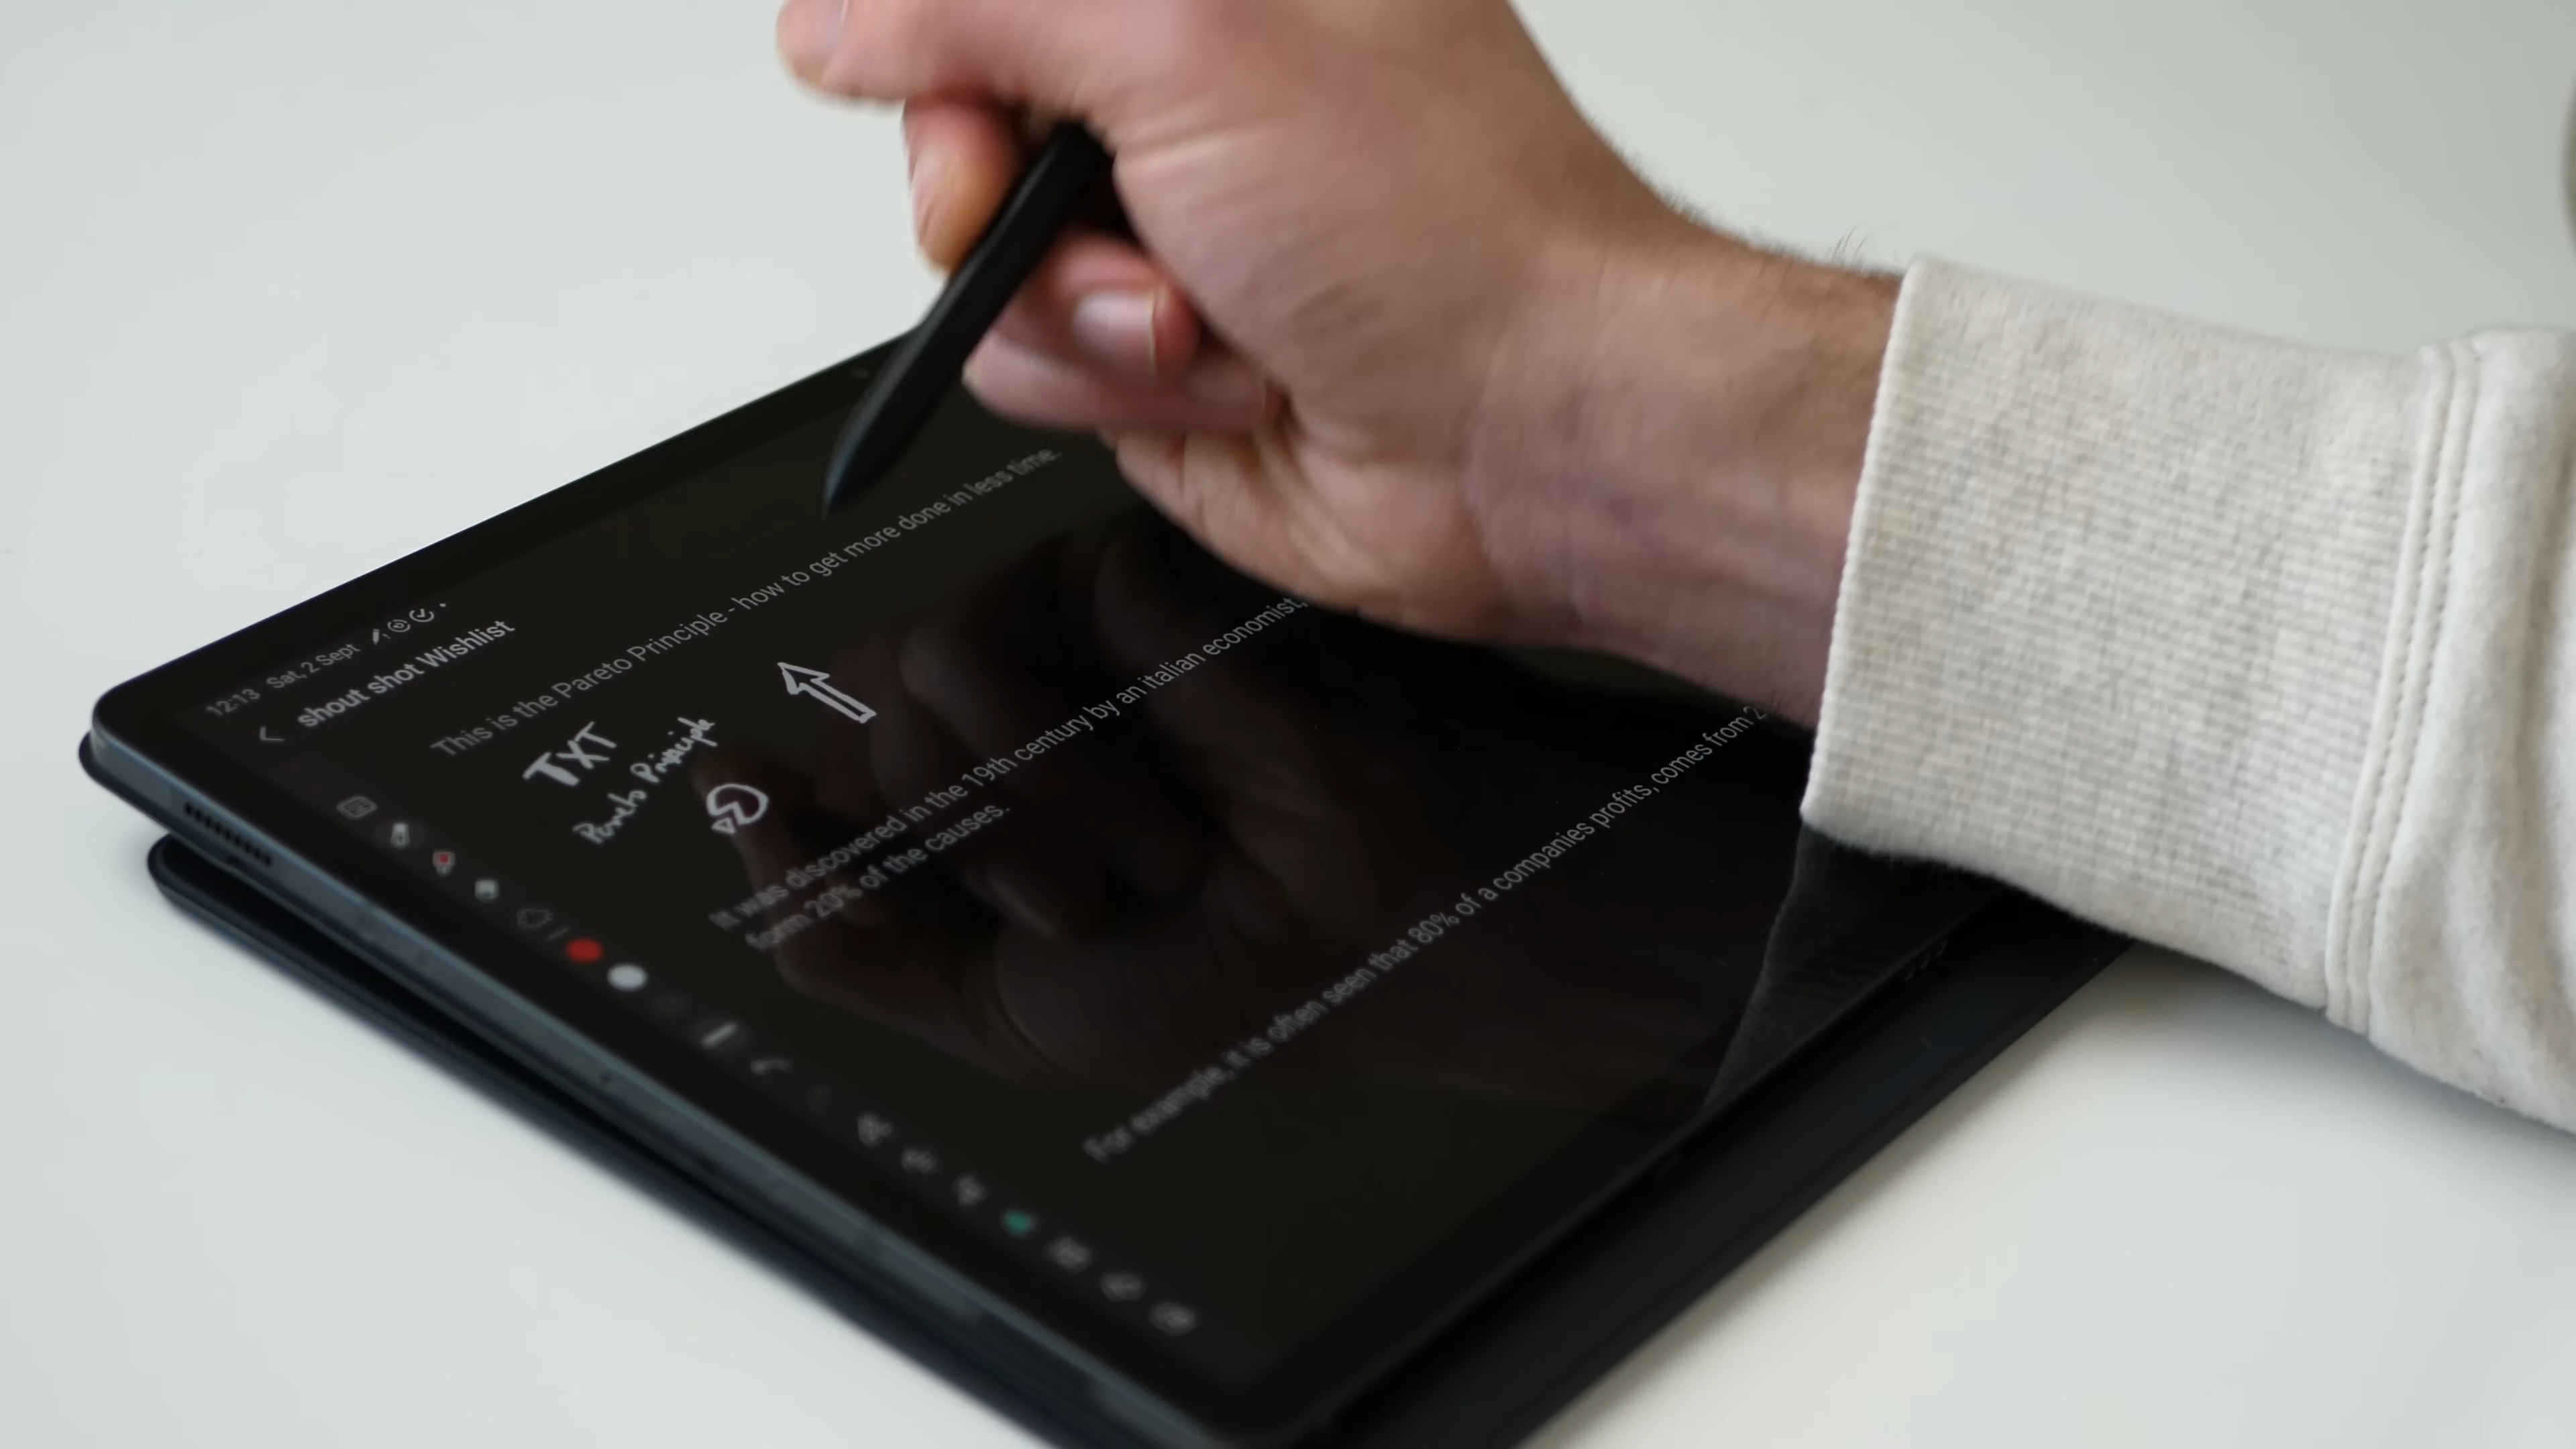 12:13 Sat, 2 Sept
shout shot Wishlist
This is the Pareto Principle - how to get more done in less time.
TXT
Pareto Principle
It was discovered in the 19th century by an italian economist,
form 20% of the causes.
For example, it is often seen that 80% of a companies profits, comes from 2